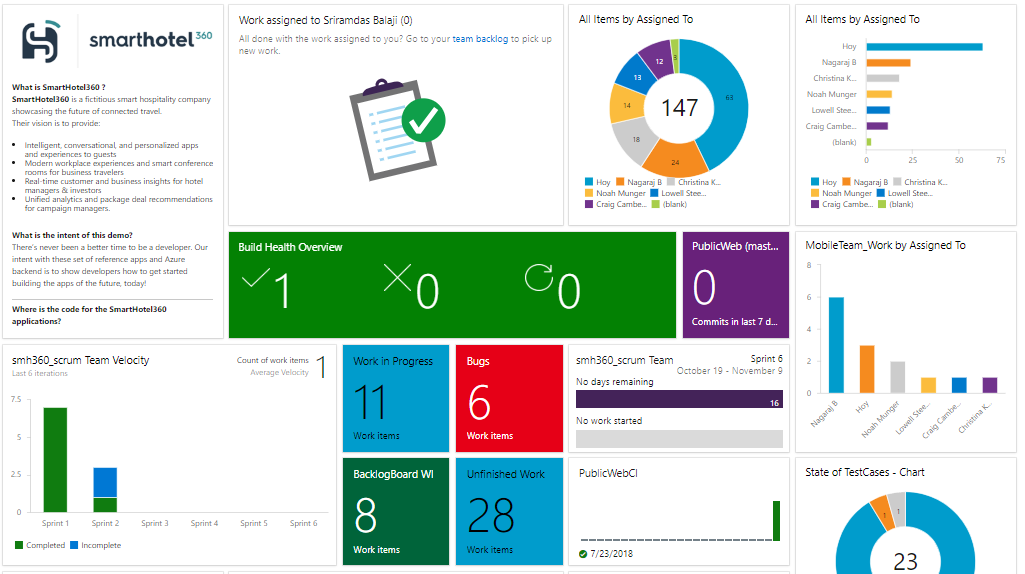 smarthotel360
What is SmartHotel360 ?
SmartHotel360 is a fictitious smart hospitality company
showcasing the future of connected travel.
Their vision is to provide:
Intelligent, conversational, and personalized apps
and experiences to guests
Modern workplace experiences and smart conference
rooms for business travelers
Real-time customer and business insights for hotel
managers & investors
Unified analytics and package deal recommendations
for campaign managers.
What is the intent of this demo?
There's never been a better time to be a developer. Our
intent with these set of reference apps and Azure
backend is to show developers how to get started
building the apps of the future, today!
Where is the code for the SmartHotel360
applications?
Work assigned to Sriramdas Balaji (0)
All done with the work assigned to you? Go to your team backlog to pick up
new work.
All Items by Assigned To
147
63
24
18
14
13
12
3
Hoy Nagaraj B Christina K...
Noah Munger Lowell Stee...
Craig Cambe... (blank)
All Items by Assigned To
Hoy
Nagaraj B
Christina K...
Noah Munger
Lowell Stee...
Craig Cambe...
(blank)
0 25 50 75
Hoy Nagaraj B Christina K...
Noah Munger Lowell Stee...
Craig Cambe... (blank)
Build Health Overview
1 0 0
PublicWeb (mast...
0
Commits in last 7 d...
MobileTeam_Work by Assigned To
8
6
4
2
0
Nagaraj B
Hoy
Noah Munger
Lowell Stee...
Craig Cambe...
Christina K...
smh360_scrum Team Velocity
Last 6 iterations
Count of work items
Average Velocity
1
7.5
5
2.5
0
Sprint 1 Sprint 2 Sprint 3 Sprint 4 Sprint 5 Sprint 6
Completed Incomplete
Work in Progress
11
Work items
Bugs
6
Work items
smh360_scrum Team
Sprint 6
October 19 - November 9
No days remaining
16
No work started
BacklogBoard WI
8
Work items
Unfinished Work
28
Work items
PublicWebCI
7/23/2018
State of TestCases - Chart
1
1
23